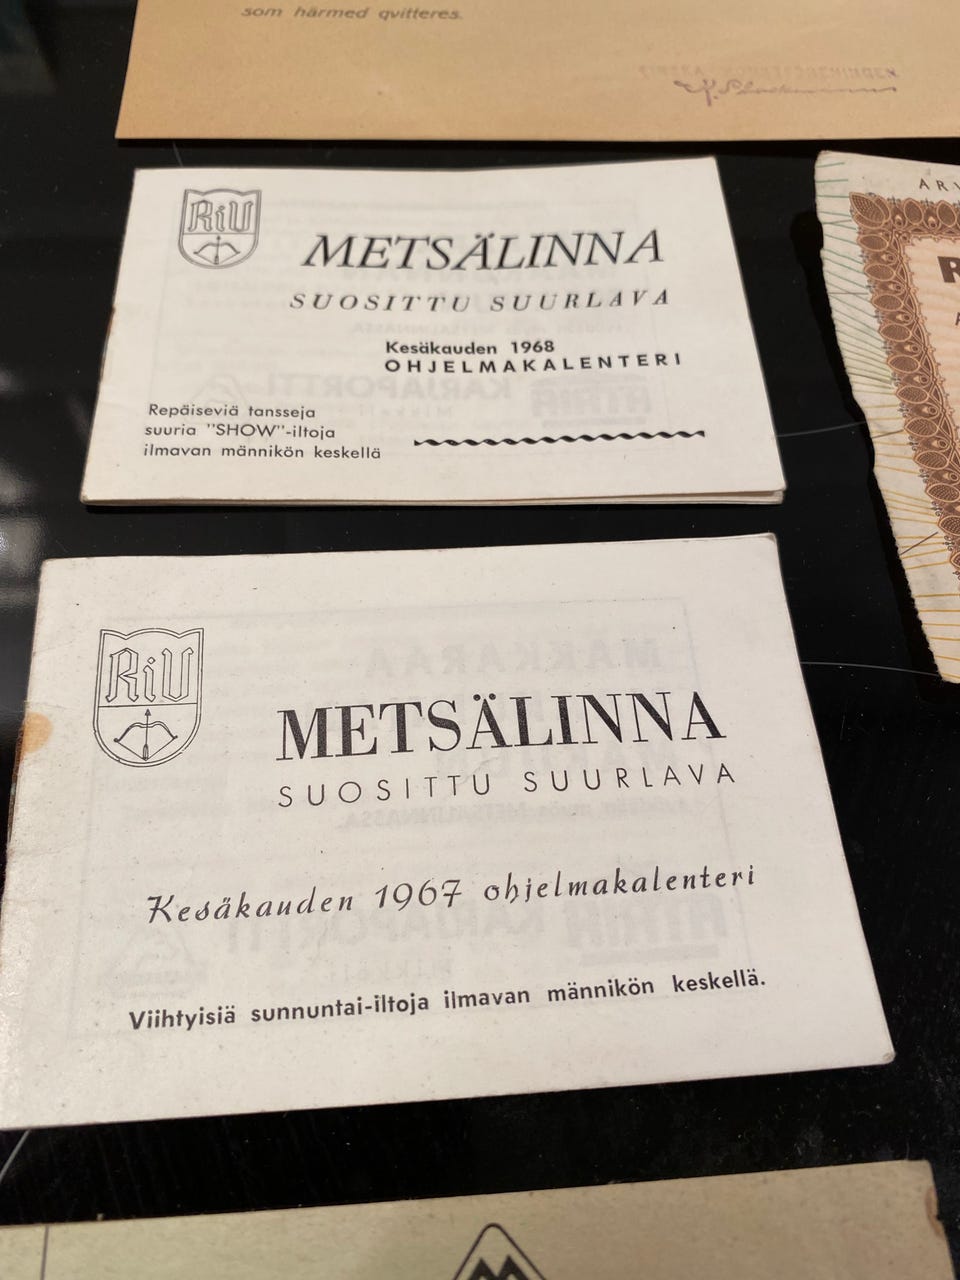 som härmed qvitteres.
RiU
METSÄLINNA
SUOSITTU SUURLAVA
Kesäkauden 1968
OHJELMAKALENTERI
Repäiseviä tansseja
suuria "SHOW"-iltoja
ilmavan männikön keskellä
RiU
METSÄLINNA
SUOSITTU SUURLAVA
Kesäkauden 1967 ohjelmakalenteri
Viihtyisiä sunnuntai-iltoja ilmavan männikön keskellä.